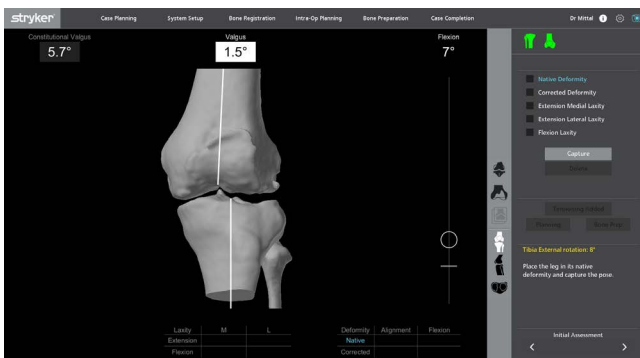 stryker
Case Planning System Setup Bone Registration Intra-Op Planning Bone Preparation Case Completion Dr Mittal
Constitutional Valgus
5.7°
Valgus
1.5°
Flexion
7°
Native Deformity
Corrected Deformity
Extension Medial Laxity
Extension Lateral Laxity
Flexion Laxity
Capture
Delete
Planning
Tibia External rotation: 8°
Place the leg in its native
deformity and capture the pose.
Laxity M L
Extension
Flexion
Deformity Alignment Flexion
Native
Corrected
Initial Assessment